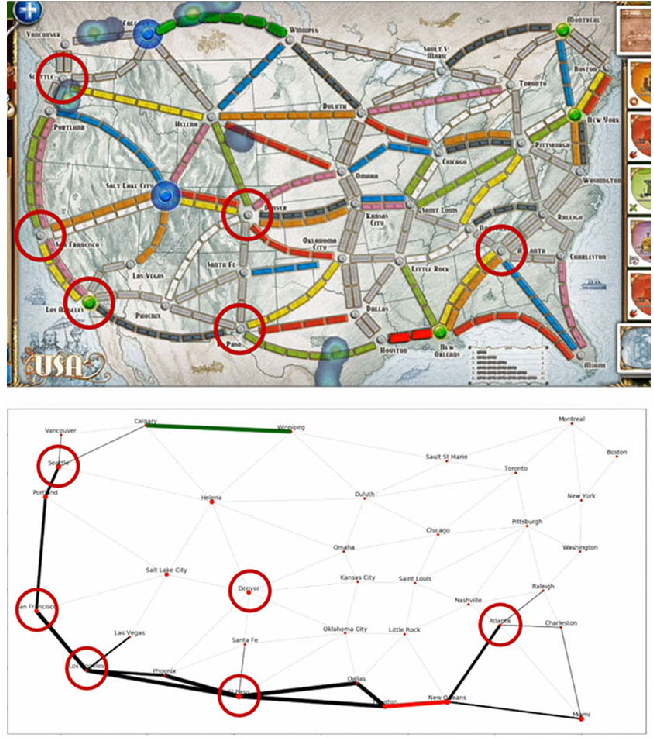 VANCOUVER
CALG
WINNIPEG
MONTRÉAL
SAULT ST
MARIE
SEATTLE
TORONTO
BOSTON
PORTLAND
HELENA
DULUTH
NEW YORK
PITTSBURGH
CHICAGO
OMAHA
SALT LAKE CITY
WASHINGTON
DENVER
KANSAS
CITY
SAINT LOUIS
RALEIGH
SAN FRANCISCO
OKLAHOMA
CITY
ATLANTA
CHARLESTON
LAS VEGAS
SANTA FE
LITTLE ROCK
LOS ANGELES
PHOENIX
DALLAS
PASO
HOUSTON
NEW
ORLEANS
MIAMI
USA
Calgary
Winnipeg
Montreal
Vancouver
Seattle
Sault St Marie
Boston
Toronto
Portland
Helena
Duluth
New York
Pittsburgh
Chicago
Omaha
Washington
Salt Lake City
Denver
Kansas City
Saint Louis
Raleigh
San Francisco
Nashville
Las Vegas
Oklahoma City
Little Rock
Atlanta
Charleston
Santa Fe
Los Angeles
Phoenix
Dallas
El Paso
Houston
New Orleans
Miami